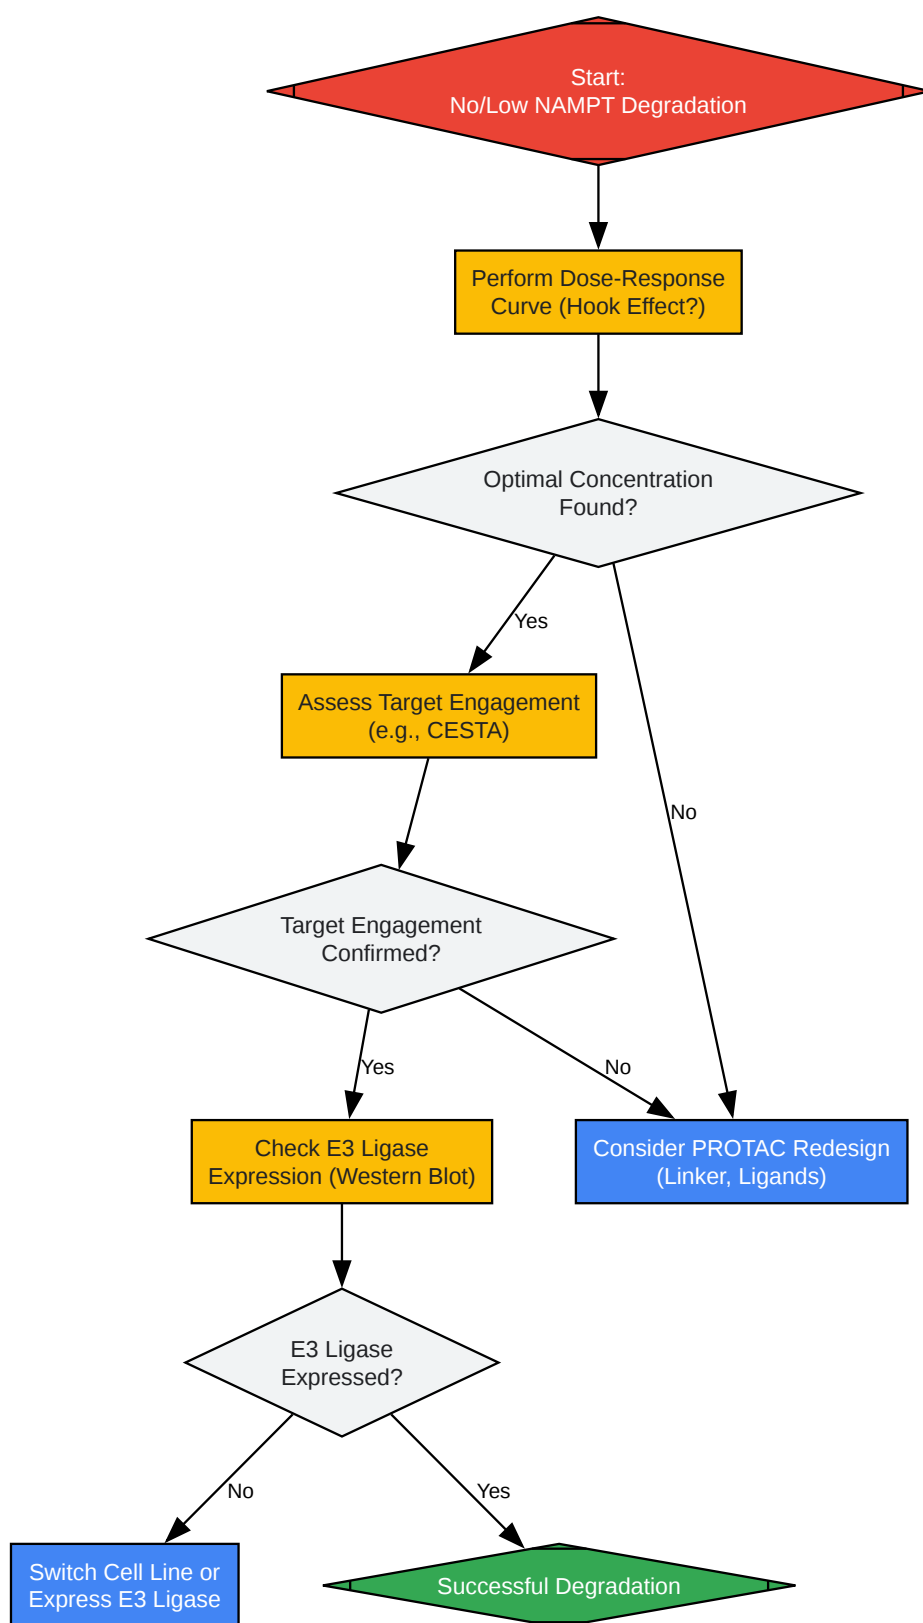 Start:
No/Low NAMPT Degradation
Perform Dose-Response
Curve (Hook Effect?)
Optimal Concentration
Found?
Yes
Assess Target Engagement
(e.g., CESTA)
No
Target Engagement
Confirmed?
Yes
No
Check E3 Ligase
Expression (Western Blot)
Consider PROTAC Redesign
(Linker, Ligands)
E3 Ligase
Expressed?
No
Yes
Switch Cell Line or
Express E3 Ligase
Successful Degradation